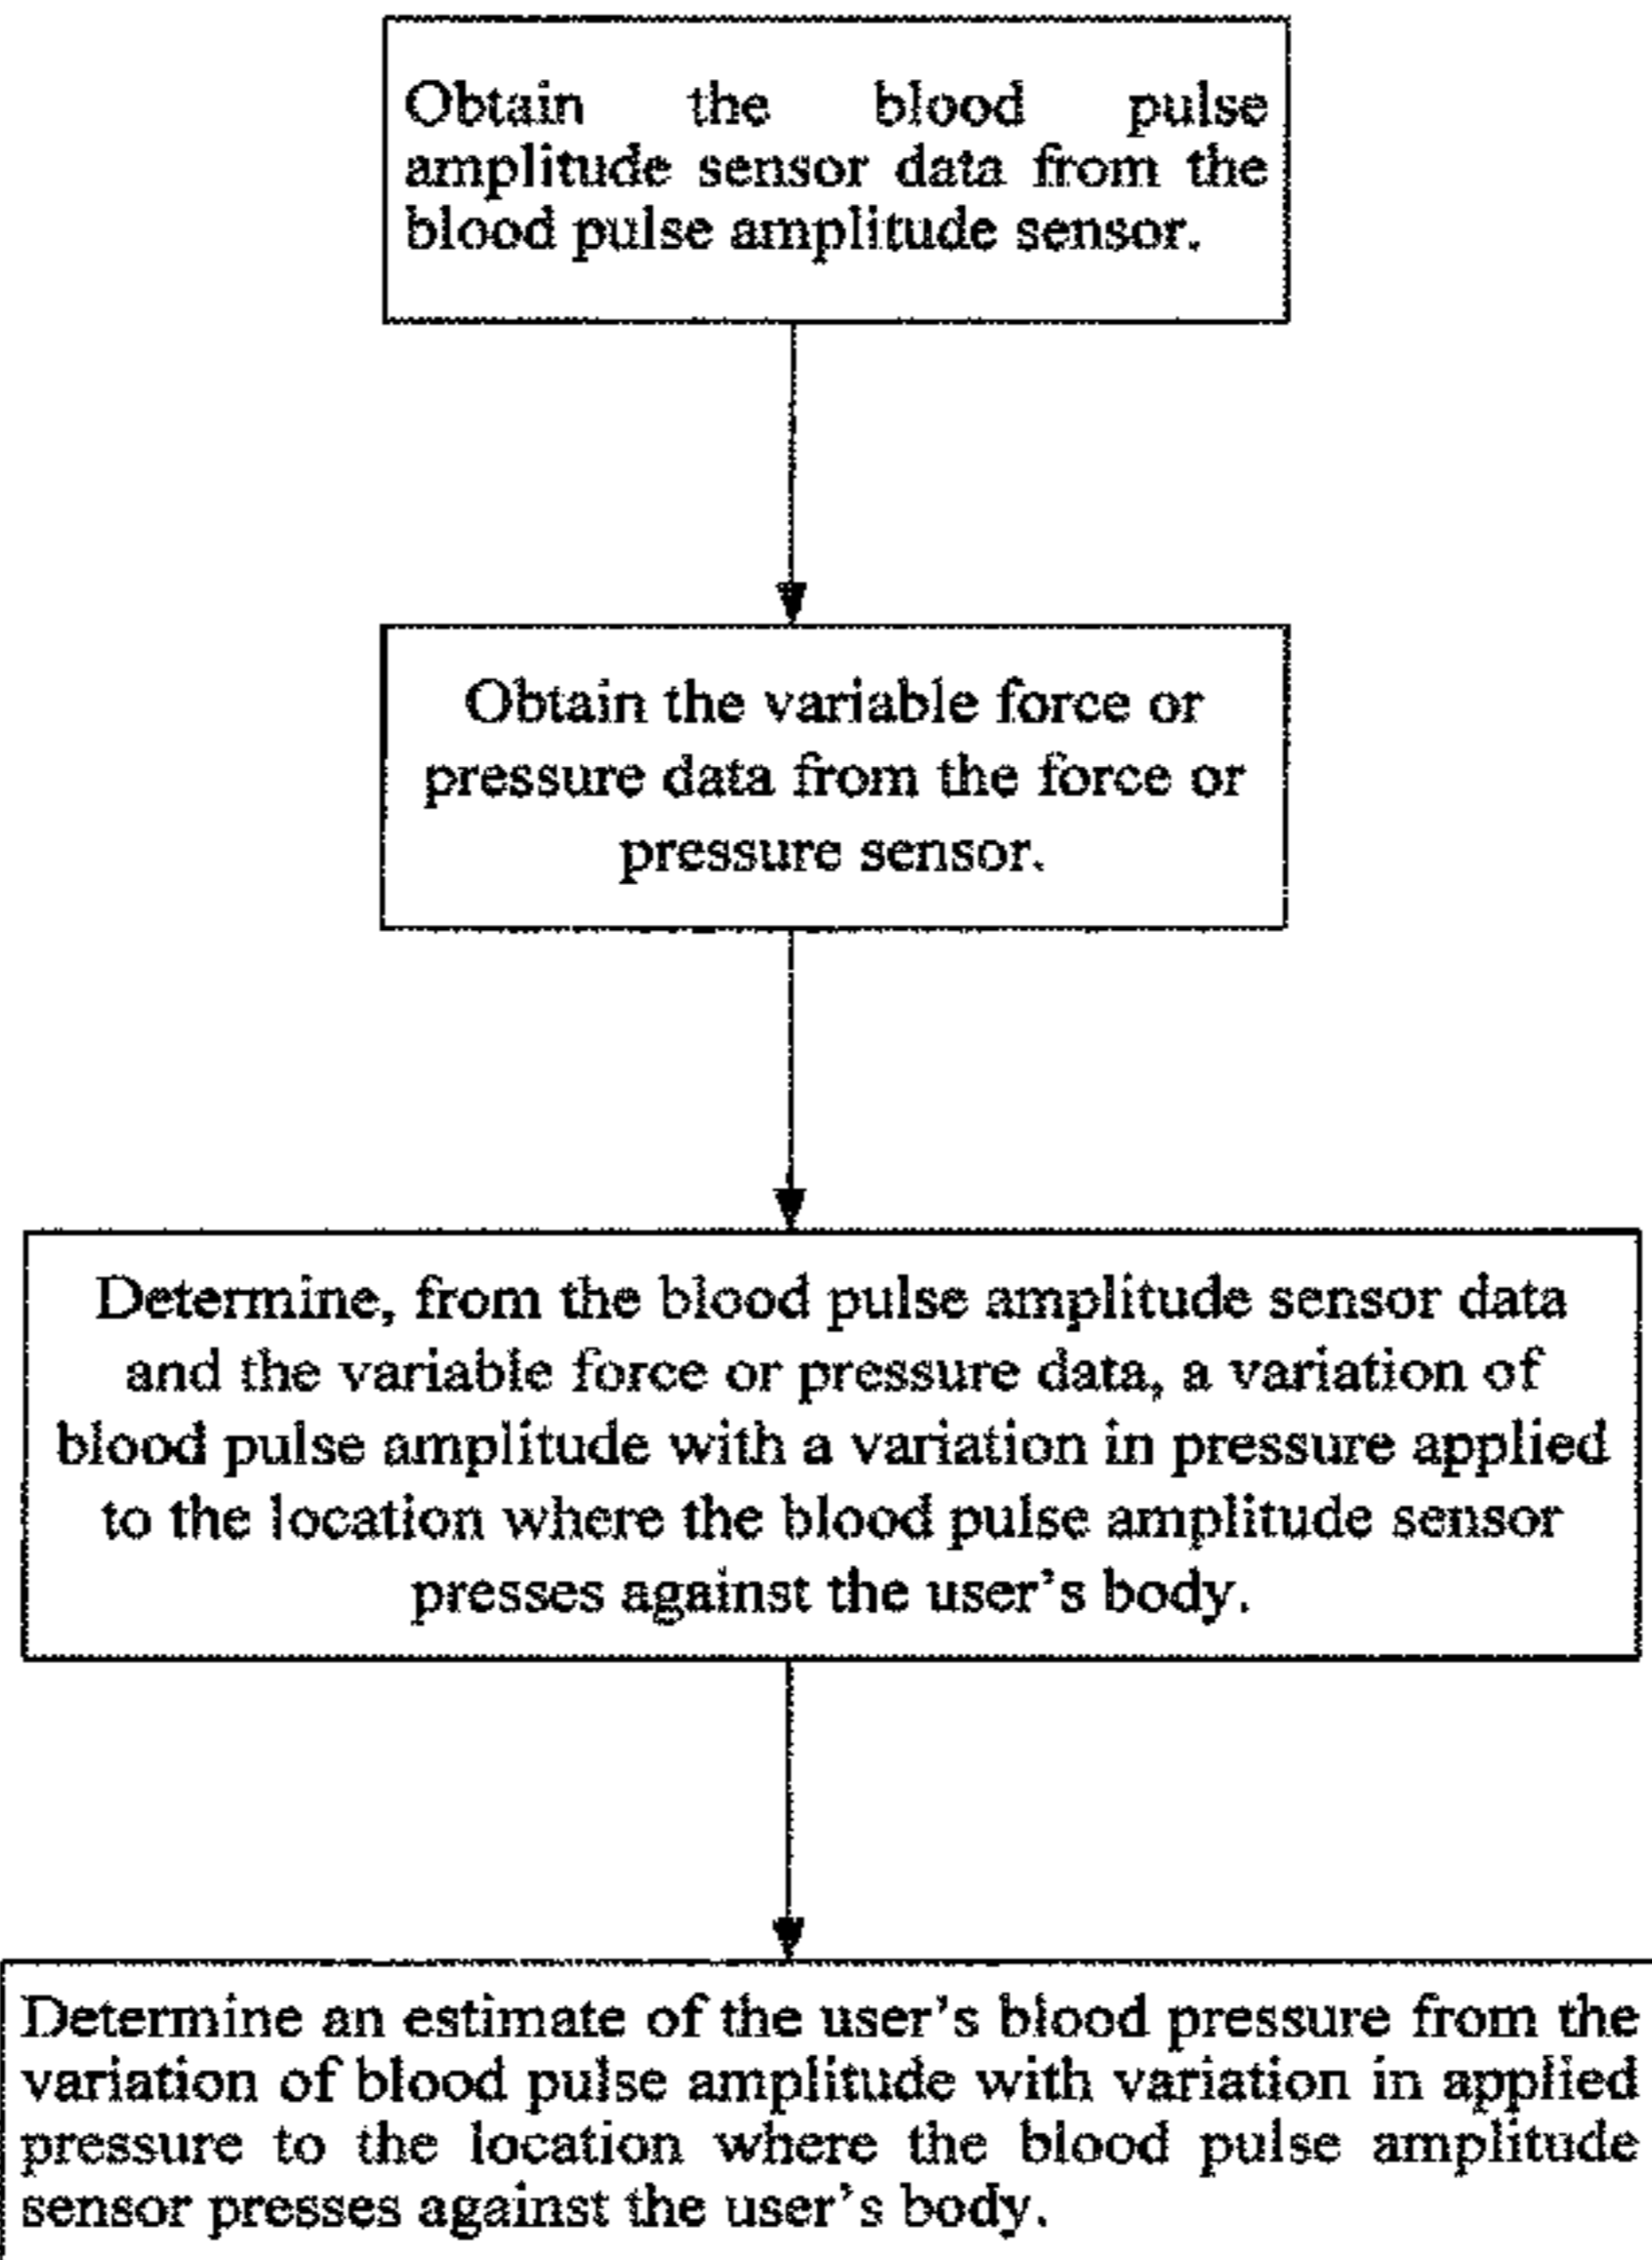 Obtain the blood pulse
amplitude sensor data from the
blood pulse amplitude sensor.
Obtain the variable force or
pressure data from the force or
pressure sensor.
Determine, from the blood pulse amplitude sensor data
and the variable force or pressure data, a variation of
blood pulse amplitude with a variation in pressure applied
to the location where the blood pulse amplitude sensor
presses against the user's body.
Determine an estimate of the user's blood pressure from the
variation of blood pulse amplitude with variation in applied
pressure to the location where the blood pulse amplitude
sensor presses against the user's body.